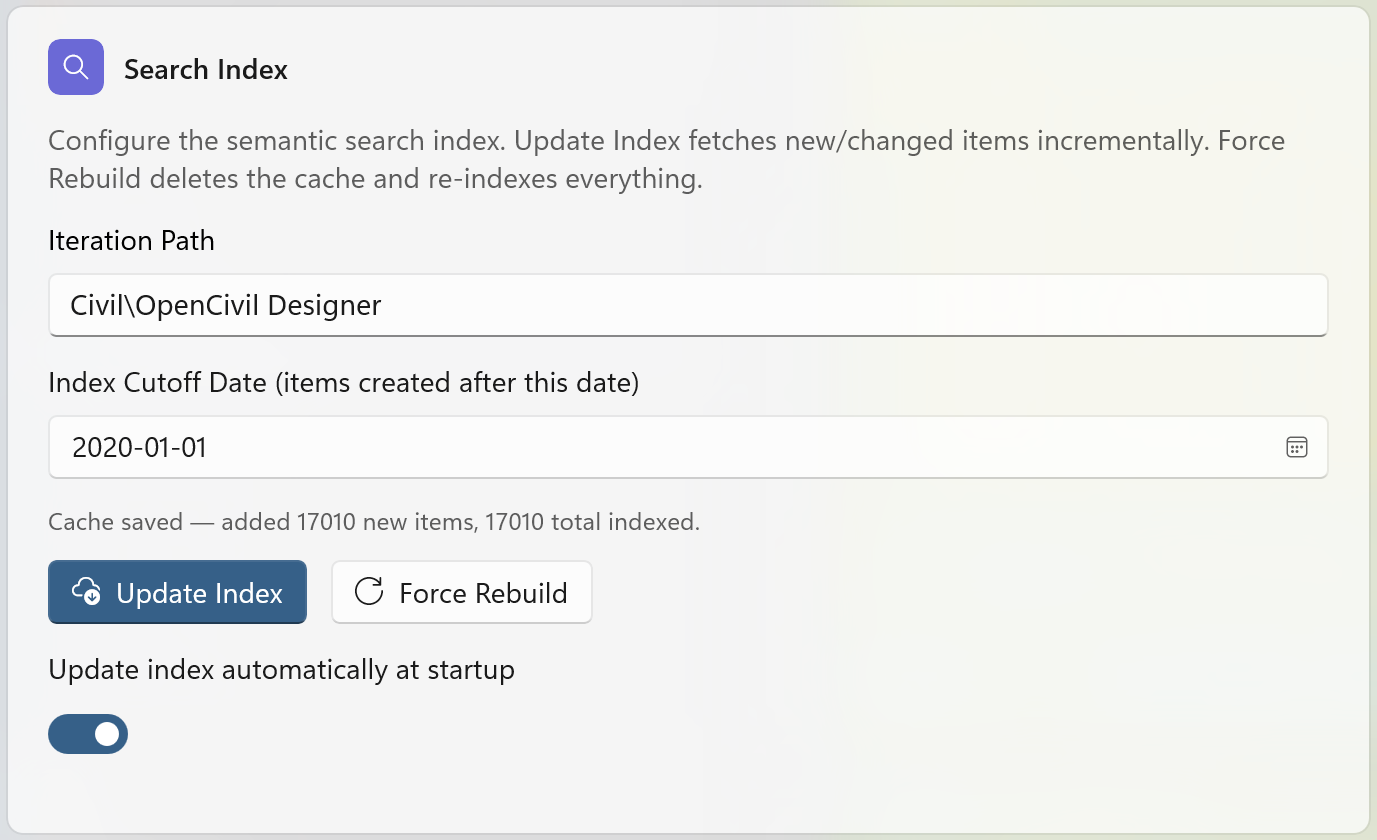 Search Index
Configure the semantic search index. Update Index fetches new/changed items incrementally. Force
Rebuild deletes the cache and re-indexes everything.
Iteration Path
Civil\OpenCivil Designer
Index Cutoff Date (items created after this date)
2020-01-01
Cache saved — added 17010 new items, 17010 total indexed.
Update Index
Force Rebuild
Update index automatically at startup